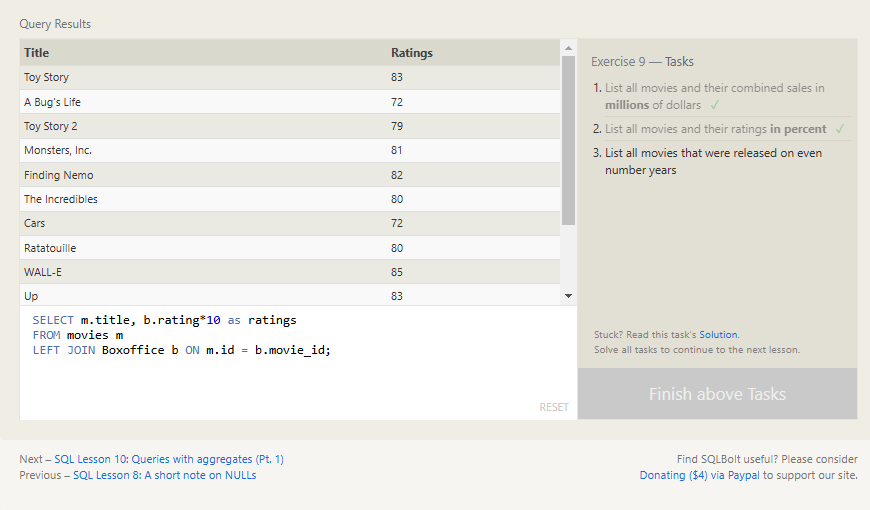 Query Results
Title Ratings
Toy Story 83
A Bug's Life 72
Toy Story 2 79
Monsters, Inc. 81
Finding Nemo 82
The Incredibles 80
Cars 72
Ratatouille 80
WALL-E 85
Up 83
SELECT m.title, b.rating*10 as ratings
FROM movies m
LEFT JOIN Boxoffice b ON m.id = b.movie_id;
RESET
Exercise 9 — Tasks
1. List all movies and their combined sales in
millions of dollars ✓
2. List all movies and their ratings in percent ✓
3. List all movies that were released on even
number years
Stuck? Read this task's Solution.
Solve all tasks to continue to the next lesson.
Finish above Tasks
Next – SQL Lesson 10: Queries with aggregates (Pt. 1)
Previous – SQL Lesson 8: A short note on NULLs
Find SQLBolt useful? Please consider
Donating ($4) via Paypal to support our site.